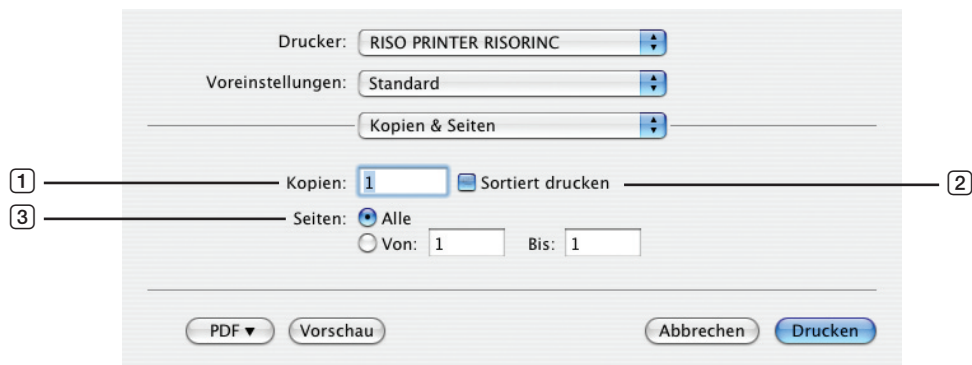 Drucker: RISO PRINTER RISORINC
Voreinstellungen: Standard
Kopien & Seiten
1 Kopien: 1 Sortiert drucken 2
3 Seiten: Alle
Von: 1 Bis: 1
PDF▼ Vorschau Abbrechen Drucken